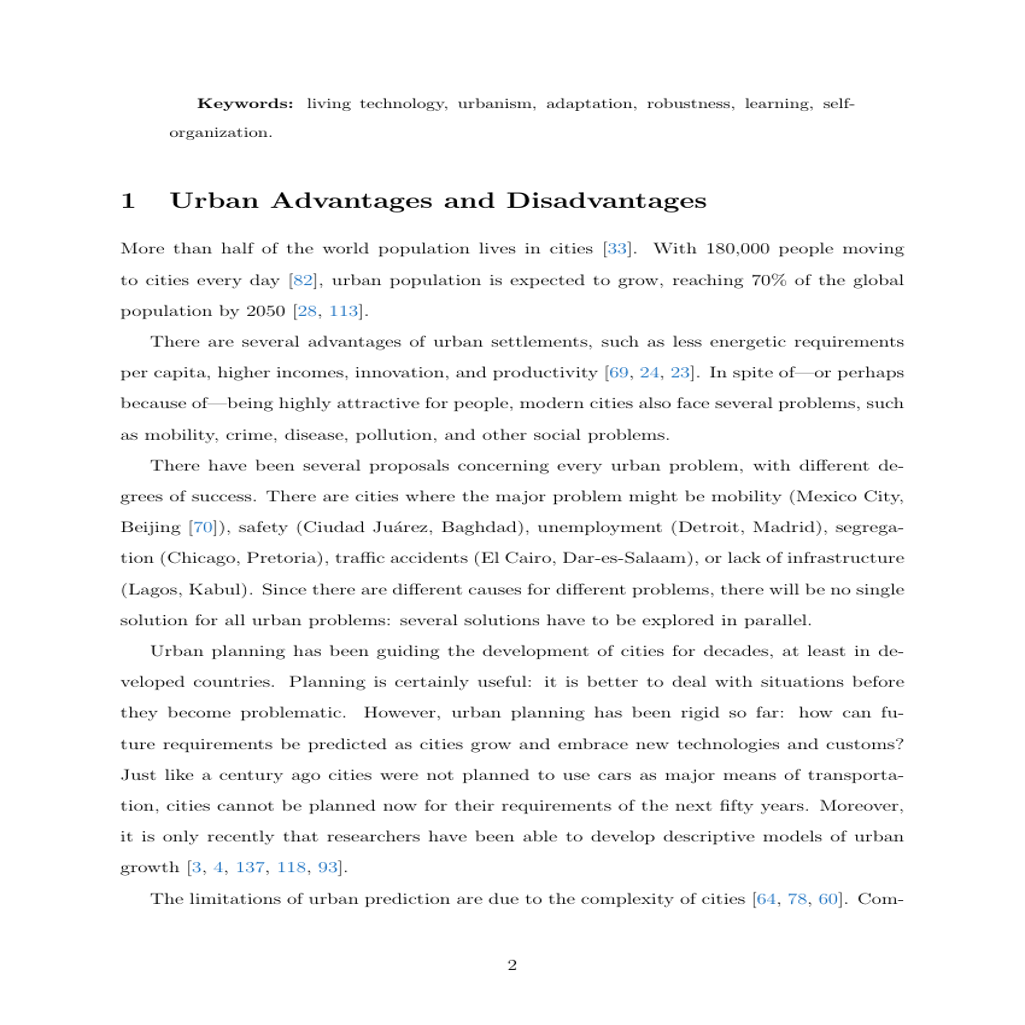 Keywords: living technology, urbanism, adaptation, robustness, learning, self-
organization.
1 Urban Advantages and Disadvantages
More than half of the world population lives in cities [33]. With 180,000 people moving
to cities every day [82], urban population is expected to grow, reaching 70% of the global
population by 2050 [28, 113].
There are several advantages of urban settlements, such as less energetic requirements
per capita, higher incomes, innovation, and productivity [69, 24, 23]. In spite of—or perhaps
because of—being highly attractive for people, modern cities also face several problems, such
as mobility, crime, disease, pollution, and other social problems.
There have been several proposals concerning every urban problem, with different de-
grees of success. There are cities where the major problem might be mobility (Mexico City,
Beijing [70]), safety (Ciudad Juárez, Baghdad), unemployment (Detroit, Madrid), segrega-
tion (Chicago, Pretoria), traffic accidents (El Cairo, Dar-es-Salaam), or lack of infrastructure
(Lagos, Kabul). Since there are different causes for different problems, there will be no single
solution for all urban problems: several solutions have to be explored in parallel.
Urban planning has been guiding the development of cities for decades, at least in de-
veloped countries. Planning is certainly useful: it is better to deal with situations before
they become problematic. However, urban planning has been rigid so far: how can fu-
ture requirements be predicted as cities grow and embrace new technologies and customs?
Just like a century ago cities were not planned to use cars as major means of transporta-
tion, cities cannot be planned now for their requirements of the next fifty years. Moreover,
it is only recently that researchers have been able to develop descriptive models of urban
growth [3, 4, 137, 118, 93].
The limitations of urban prediction are due to the complexity of cities [64, 78, 60]. Com-
2